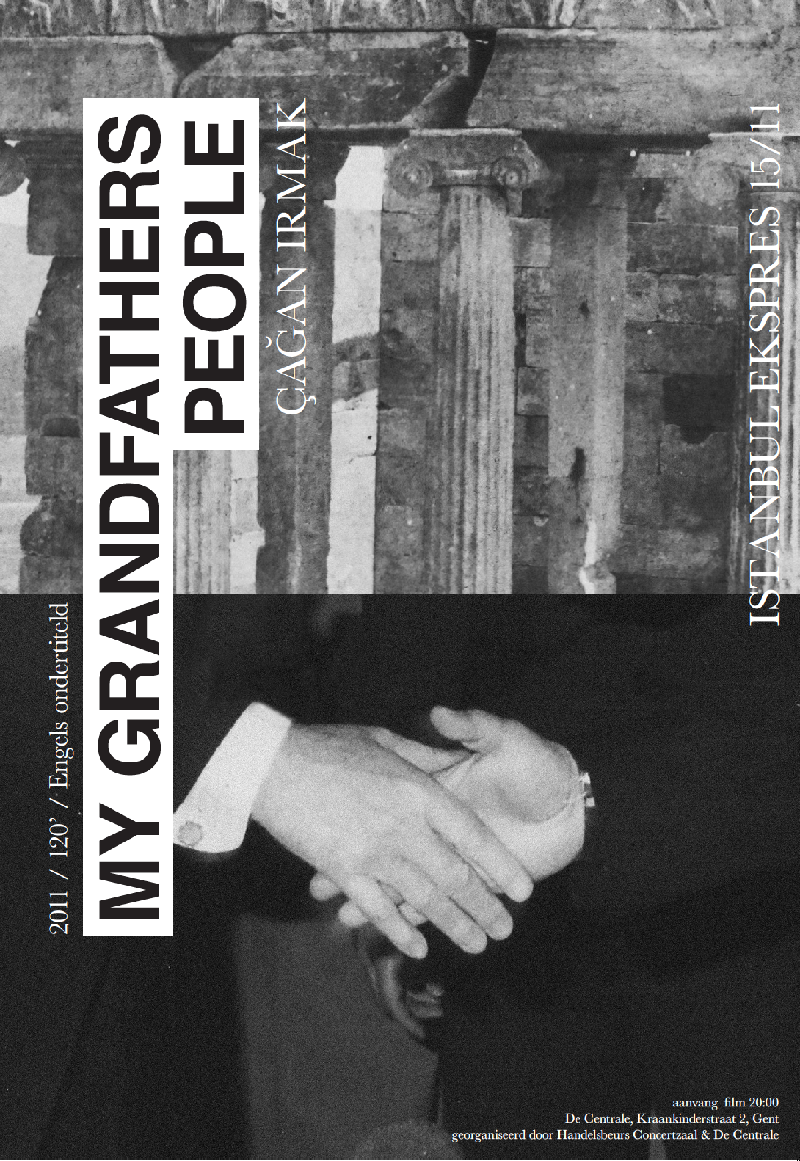 2011 / 120' / Engels ondertiteld
MY GRANDFATHERS
PEOPLE
ÇAĞAN IRMAK
ISTANBUL EKSPRES 15/11
aanvang film 20:00
De Centrale, Kraankinderstraat 2, Gent
georganiseerd door Handelsbeurs Concertzaal & De Centrale